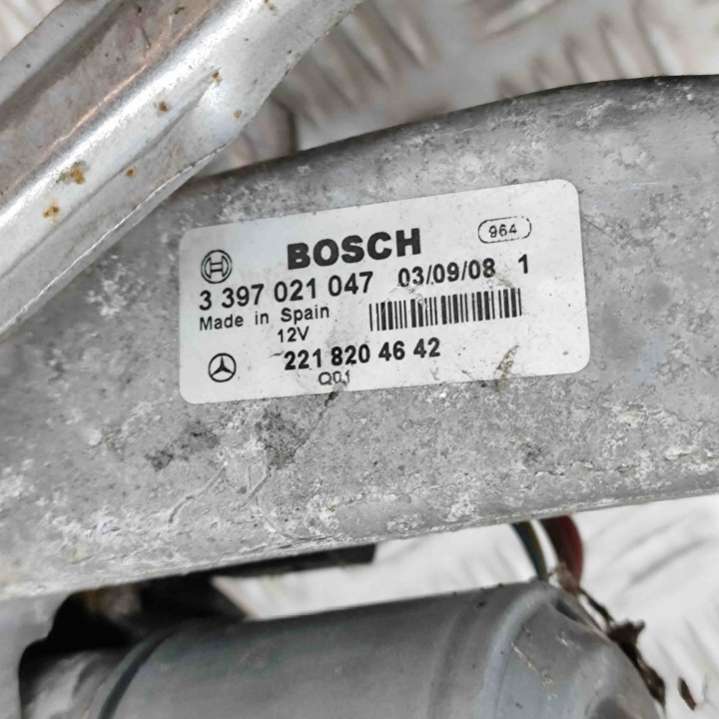 BOSCH 964
3 397 021 047 03/09/08 1
Made in Spain
12V
221 820 46 42
Q01